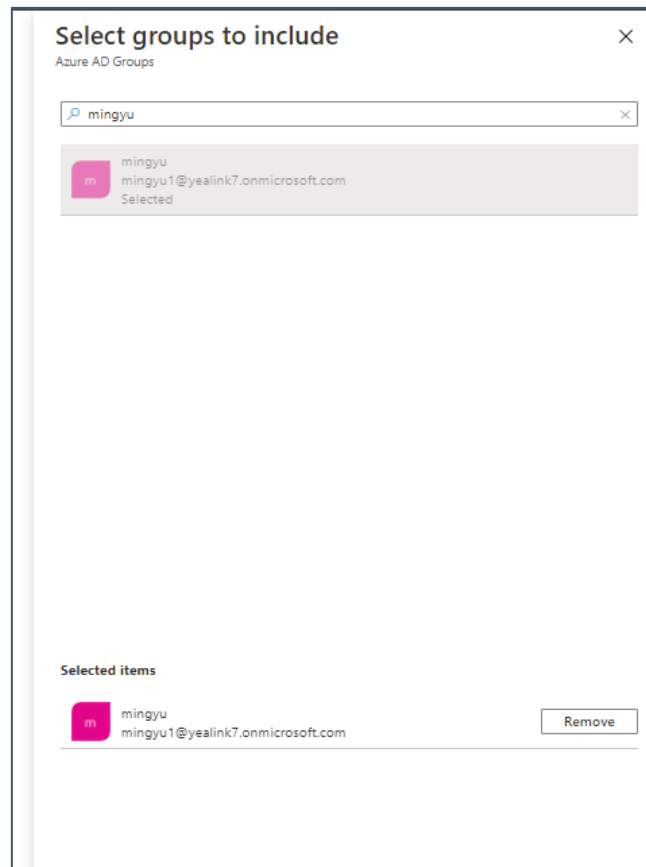 Select groups to include
Azure AD Groups
mingyu
m
mingyu
mingyu1@yealink7.onmicrosoft.com
Selected
Selected items
m
mingyu
mingyu1@yealink7.onmicrosoft.com
Remove